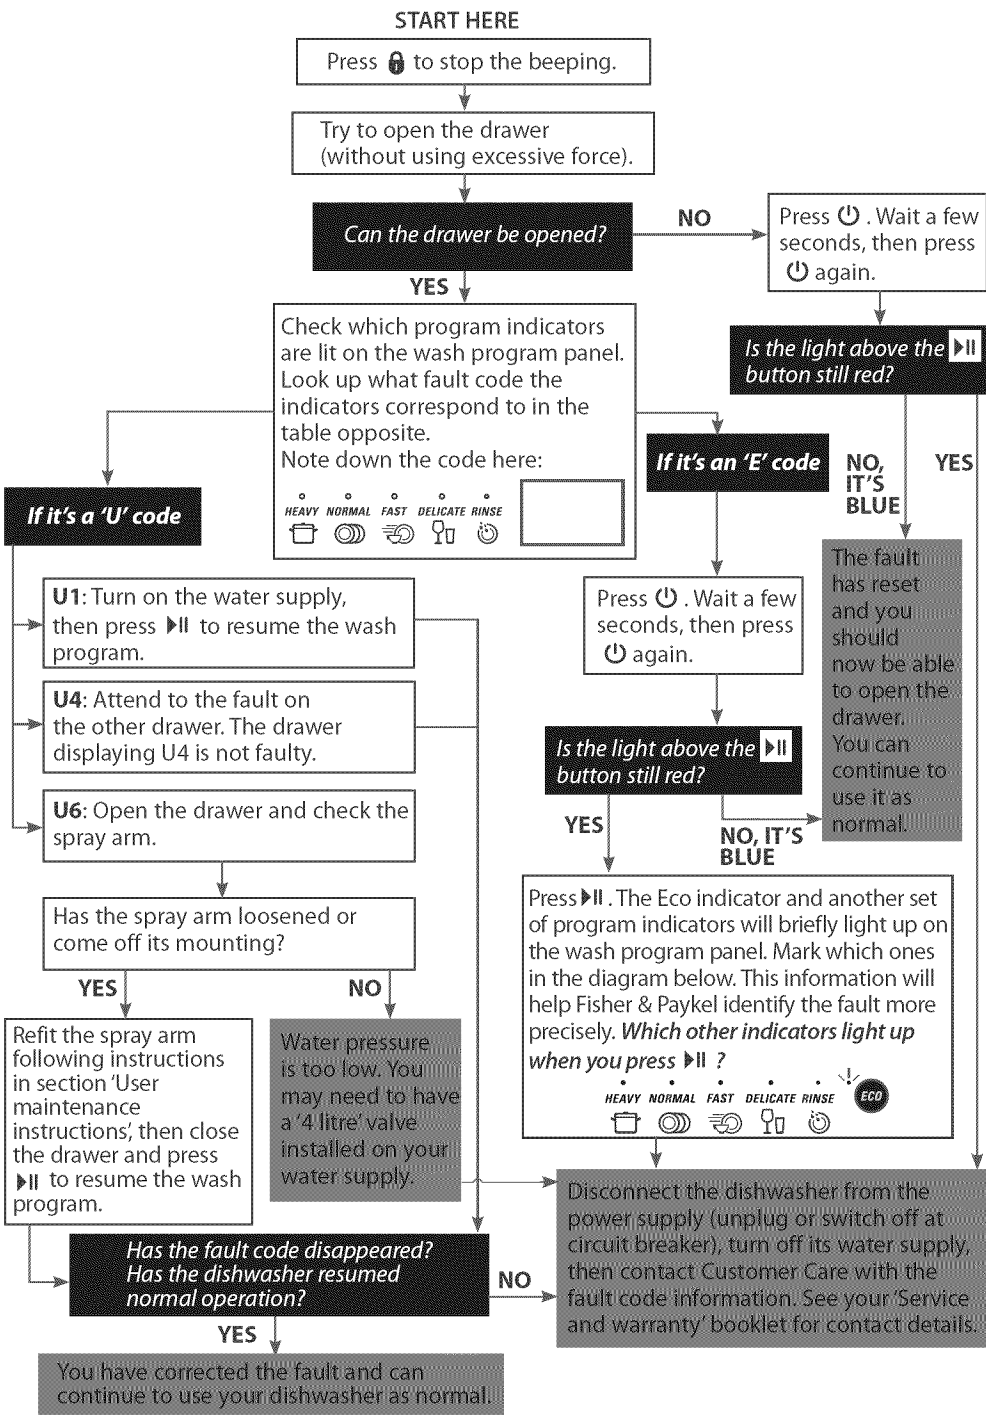 START HERE
Press to stop the beeping.
Try to open the drawer
(without using excessive force).
Can the drawer be opened?
NO
Press . Wait a few
seconds, then press
again.
YES
Is the light above the
button still red?
Check which program indicators
are lit on the wash program panel.
Look up what fault code the
indicators correspond to in the
table opposite.
Note down the code here:
HEAVY NORMAL FAST DELICATE RINSE
If it's an 'E' code
NO,
IT'S
BLUE
YES
If it's a 'U' code
The fault
has reset
and you
should
now be able
to open the
drawer.
You can
continue to
use it as
normal.
U1: Turn on the water supply,
then press to resume the wash
program.
Press . Wait a few
seconds, then press
again.
U4: Attend to the fault on
the other drawer. The drawer
displaying U4 is not faulty.
Is the light above the
button still red?
U6: Open the drawer and check the
spray arm.
YES
NO, IT'S
BLUE
Has the spray arm loosened or
come off its mounting?
Press . The Eco indicator and another set
of program indicators will briefly light up on
the wash program panel. Mark which ones
in the diagram below. This information will
help Fisher & Paykel identify the fault more
precisely. Which other indicators light up
when you press ?
HEAVY NORMAL FAST DELICATE RINSE ECO
YES
NO
Refit the spray arm
following instructions
in section 'User
maintenance
instructions', then close
the drawer and press
to resume the wash
program.
Water pressure
is too low. You
may need to have
a '4 litre' valve
installed on your
water supply.
Disconnect the dishwasher from the
power supply (unplug or switch off at
circuit breaker), turn off its water supply,
then contact Customer Care with the
fault code information. See your 'Service
and warranty' booklet for contact details.
Has the fault code disappeared?
Has the dishwasher resumed
normal operation?
NO
YES
You have corrected the fault and can
continue to use your dishwasher as normal.